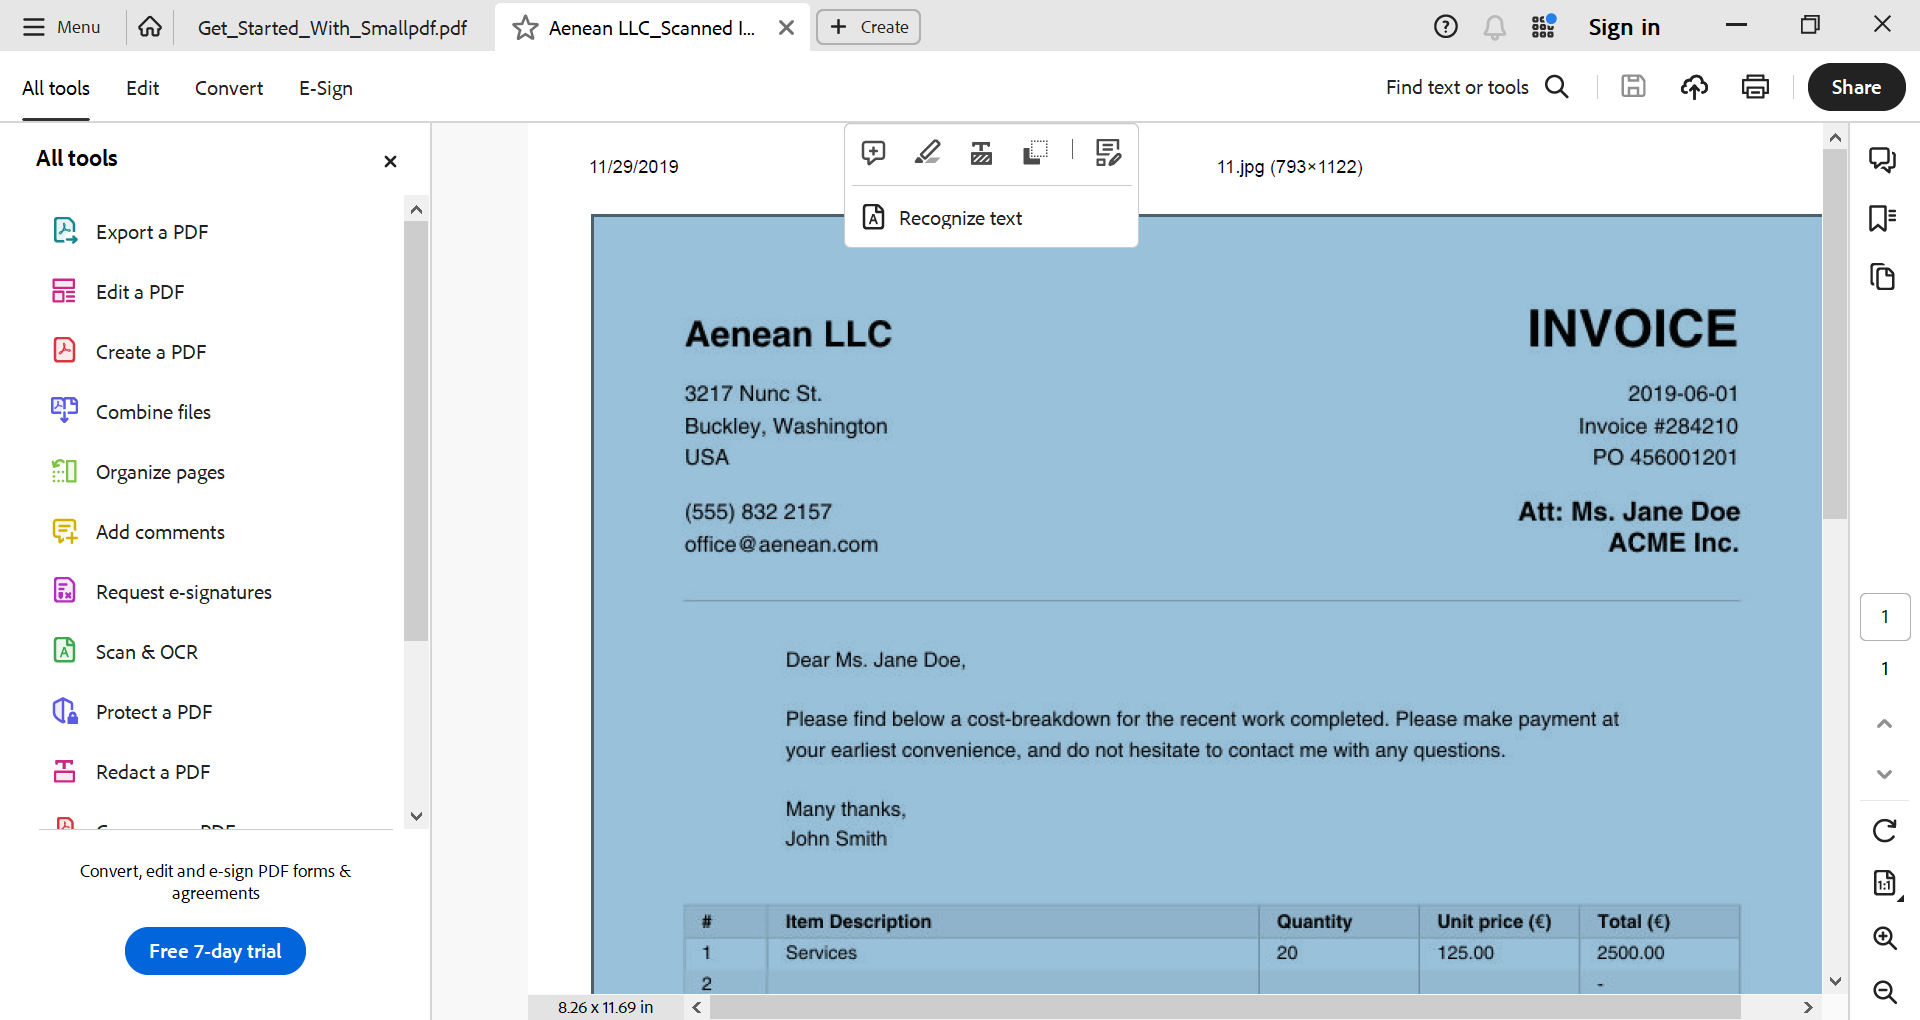 Menu
Get_Started_With_Smallpdf.pdf
Aenean LLC_Scanned I...
Create
Sign in
All tools
Edit
Convert
E-Sign
Find text or tools
Share
All tools
Export a PDF
Edit a PDF
Create a PDF
Combine files
Organize pages
Add comments
Request e-signatures
Scan & OCR
Protect a PDF
Redact a PDF
Convert, edit and e-sign PDF forms &
agreements
Free 7-day trial
11/29/2019
11.jpg (793×1122)
Recognize text
Aenean LLC
INVOICE
3217 Nunc St.
2019-06-01
Buckley, Washington
Invoice #284210
USA
PO 456001201
(555) 832 2157
Att: Ms. Jane Doe
office@aenean.com
ACME Inc.
Dear Ms. Jane Doe,
Please find below a cost-breakdown for the recent work completed. Please make payment at
your earliest convenience, and do not hesitate to contact me with any questions.
Many thanks,
John Smith
# Item Description Quantity Unit price (€) Total (€)
1 Services 20 125.00 2500.00
2 -
8.26 x 11.69 in
1
1
1:1